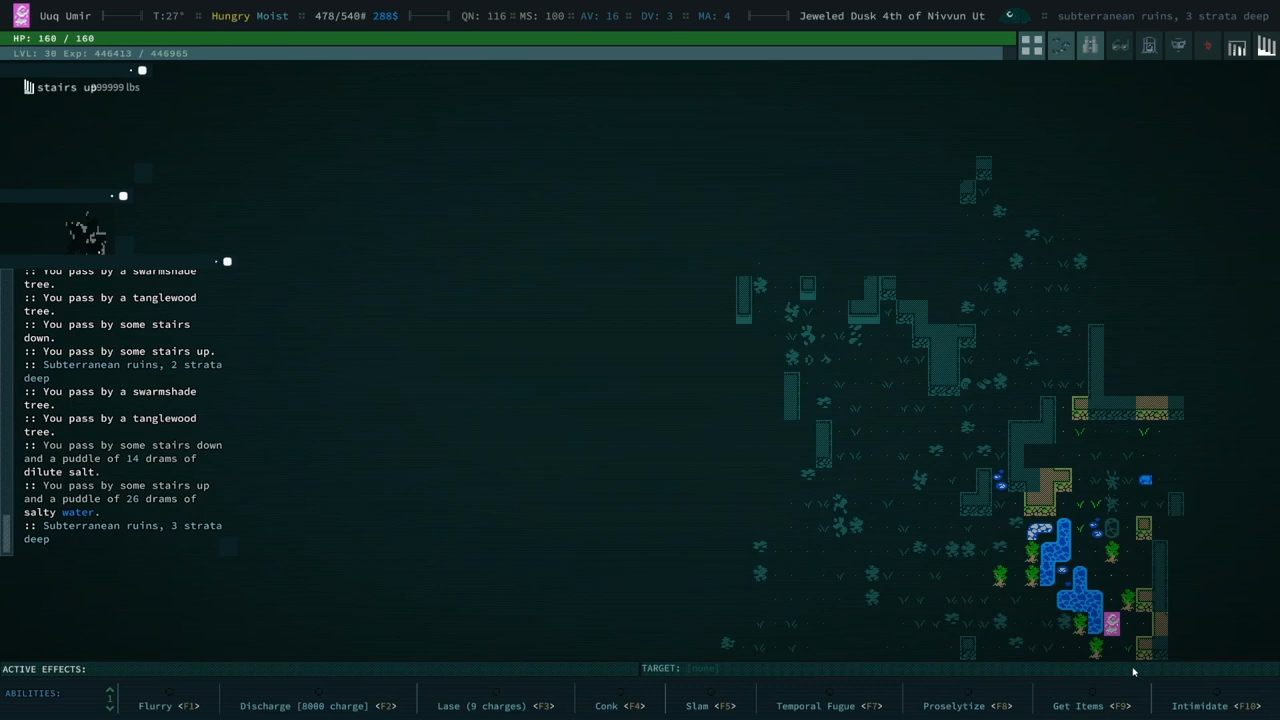 Uuq Umir T:27° :: Hungry Moist :: 478/540# 288$ QN: 116 :: MS: 100 :: AV: 16 :: DV: 3 :: MA: 4 Jeweled Dusk 4th of Nivvun Ut :: subterranean ruins, 3 strata deep
HP: 160 / 160
LVL: 30 Exp: 446413 / 446965
stairs up 999999 lbs
:: You pass by a swarmshade
tree.
:: You pass by a tanglewood
tree.
:: You pass by some stairs
down.
:: You pass by some stairs up.
:: Subterranean ruins, 2 strata
deep
:: You pass by a swarmshade
tree.
:: You pass by a tanglewood
tree.
:: You pass by some stairs down
and a puddle of 14 drams of
dilute salt.
:: You pass by some stairs up
and a puddle of 26 drams of
salty water.
:: Subterranean ruins, 3 strata
deep
ACTIVE EFFECTS: TARGET: [none]
ABILITIES: 1 Flurry <F1> Discharge [8000 charge] <F2> Lase (9 charges) <F3> Conk <F4> Slam <F5> Temporal Fugue <F7> Proselytize <F8> Get Items <F9> Intimidate <F10>